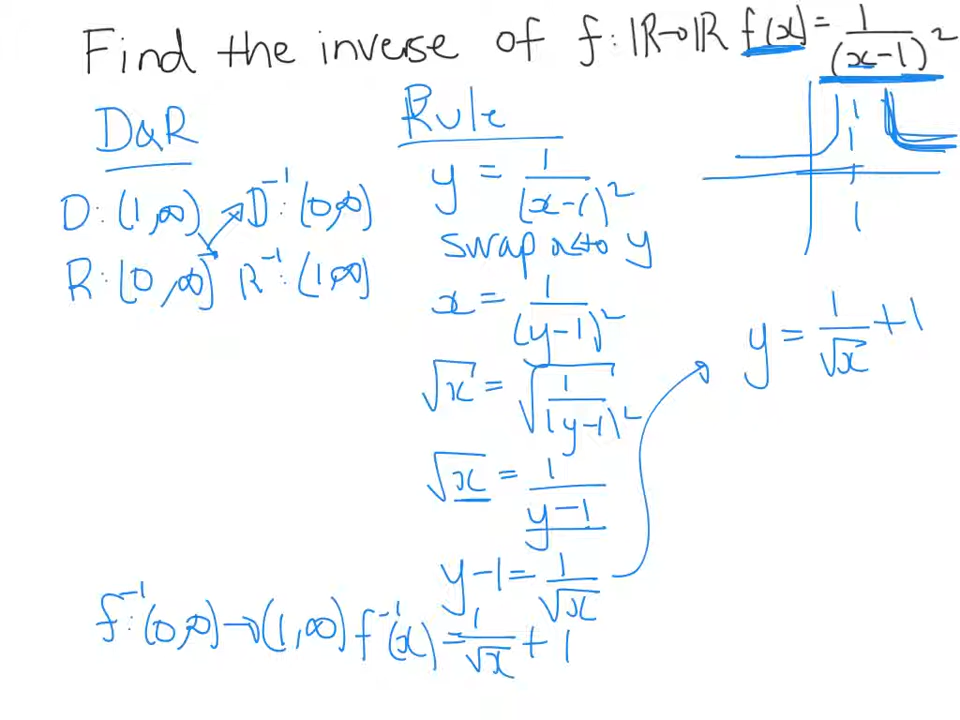 Find the inverse of f: ℝ→ℝ f(x) = 1/(x-1)²
D&R
D: (1,∞) D⁻¹: (0,∞)
R: (0,∞) R⁻¹: (1,∞)
Rule
y = 1/(x-1)²
swap x↔y
x = 1/(y-1)²
√x = √(1/(y-1)²)
√x = 1/(y-1)
y-1 = 1/√x
y = 1/√x + 1
1
f⁻¹: (0,∞)→(1,∞) f⁻¹(x) = 1/√x + 1